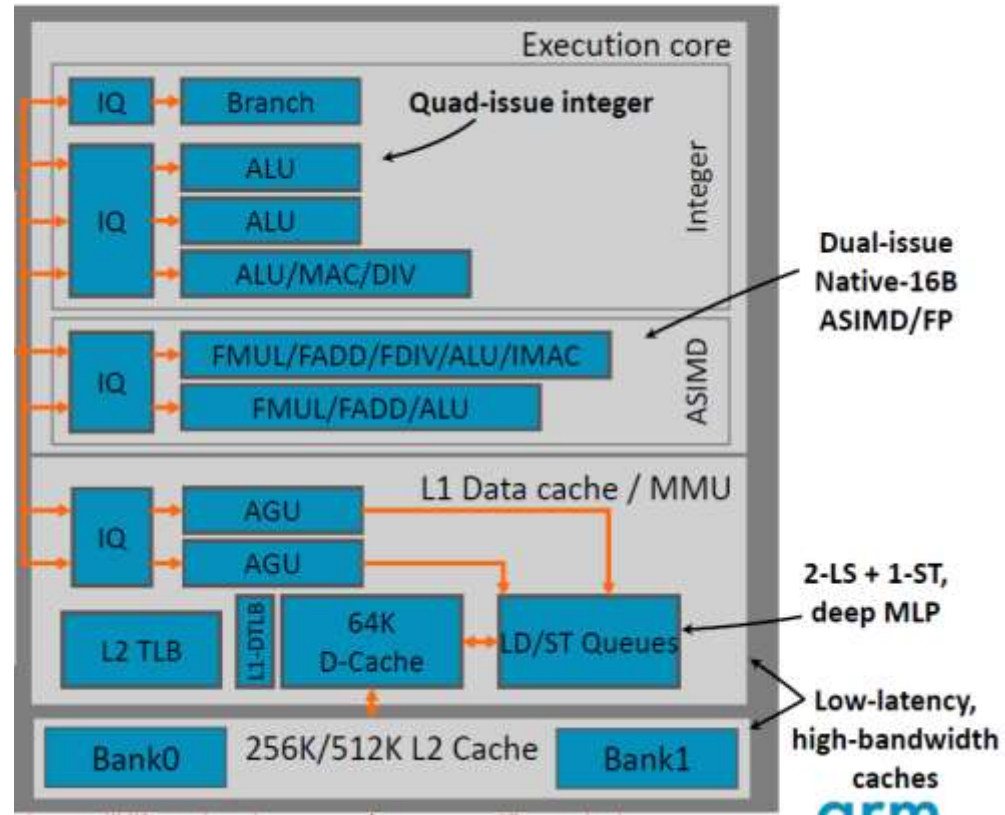 Execution core
IQ
Branch
Quad-issue integer
IQ
ALU
ALU
ALU/MAC/DIV
Integer
Dual-issue
Native-16B
ASIMD/FP
IQ
FMUL/FADD/FDIV/ALU/IMAC
FMUL/FADD/ALU
ASIMD
L1 Data cache / MMU
IQ
AGU
AGU
2-LS + 1-ST,
deep MLP
L2 TLB
L1-DTLB
64K
D-Cache
LD/ST Queues
Low-latency,
high-bandwidth
caches
Bank0
256K/512K L2 Cache
Bank1
arm